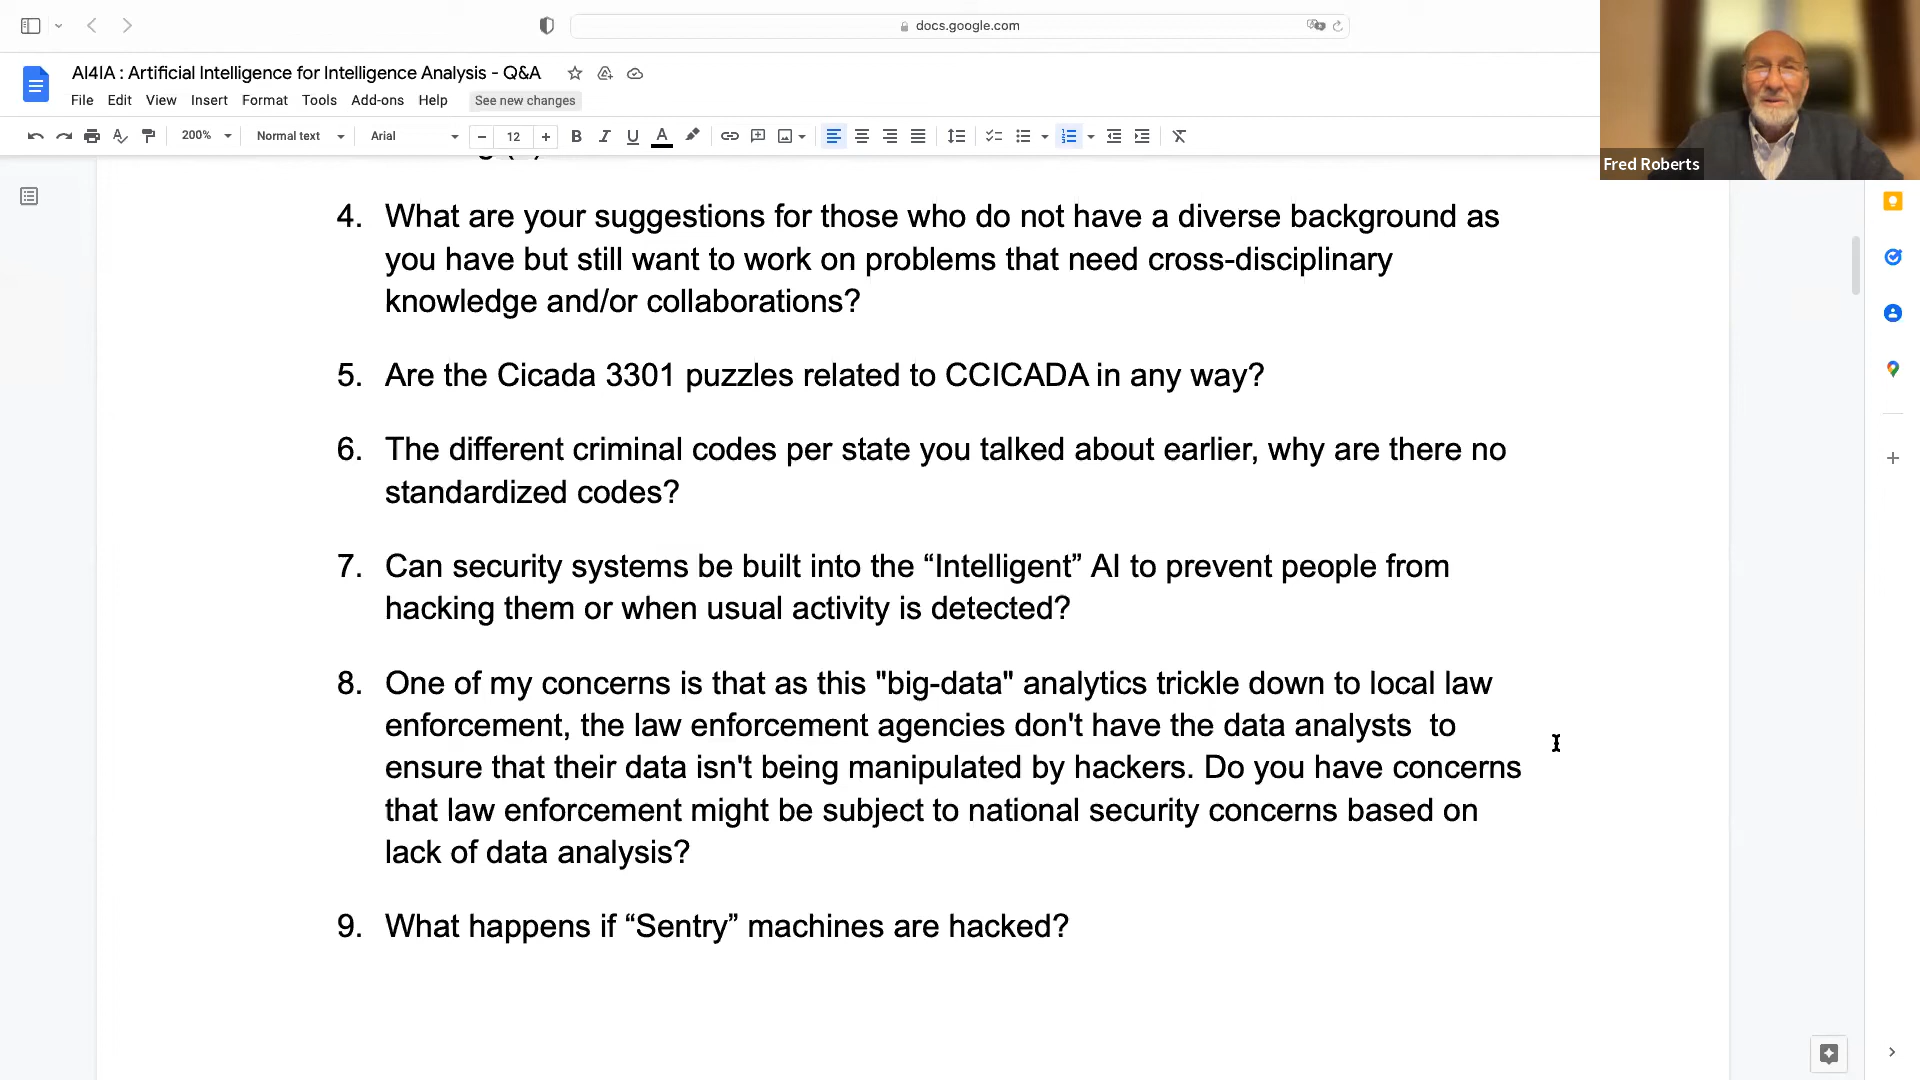 docs.google.com
AI4IA : Artificial Intelligence for Intelligence Analysis - Q&A
File Edit View Insert Format Tools Add-ons Help See new changes
200% Normal text Arial 12
Fred Roberts
4. What are your suggestions for those who do not have a diverse background as
you have but still want to work on problems that need cross-disciplinary
knowledge and/or collaborations?
5. Are the Cicada 3301 puzzles related to CCICADA in any way?
6. The different criminal codes per state you talked about earlier, why are there no
standardized codes?
7. Can security systems be built into the “Intelligent” AI to prevent people from
hacking them or when usual activity is detected?
8. One of my concerns is that as this "big-data" analytics trickle down to local law
enforcement, the law enforcement agencies don't have the data analysts to
ensure that their data isn't being manipulated by hackers. Do you have concerns
that law enforcement might be subject to national security concerns based on
lack of data analysis?
9. What happens if “Sentry” machines are hacked?